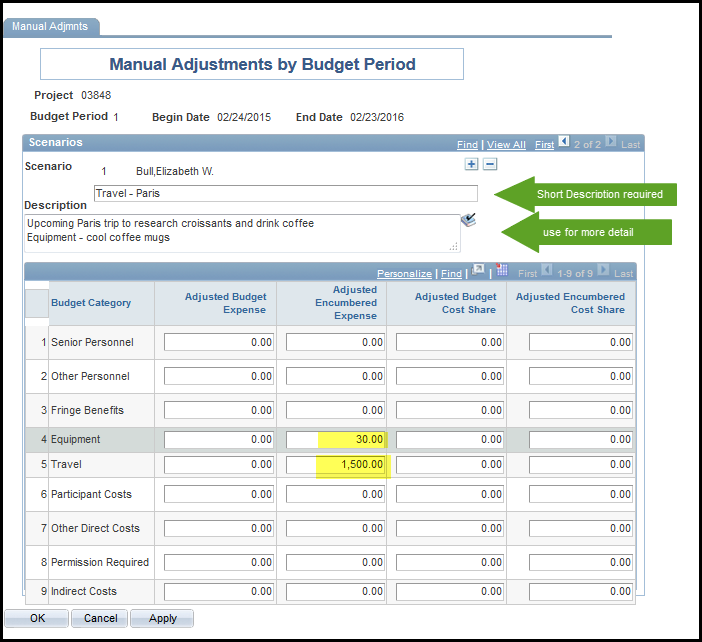 Manual Adjmnts
Manual Adjustments by Budget Period
Project 03848
Budget Period 1 Begin Date 02/24/2015 End Date 02/23/2016
Scenarios Find | View All First 2 of 2 Last
Scenario 1 Bull,Elizabeth W.
Travel - Paris
Short Description required
Description
Upcoming Paris trip to research croissants and drink coffee
Equipment - cool coffee mugs
use for more detail
Personalize | Find | | First 1-9 of 9 Last
Budget Category Adjusted Budget Expense Adjusted Encumbered Expense Adjusted Budget Cost Share Adjusted Encumbered Cost Share
1 Senior Personnel 0.00 0.00 0.00 0.00
2 Other Personnel 0.00 0.00 0.00 0.00
3 Fringe Benefits 0.00 0.00 0.00 0.00
4 Equipment 0.00 30.00 0.00 0.00
5 Travel 0.00 1,500.00 0.00 0.00
6 Participant Costs 0.00 0.00 0.00 0.00
7 Other Direct Costs 0.00 0.00 0.00 0.00
8 Permission Required 0.00 0.00 0.00 0.00
9 Indirect Costs 0.00 0.00 0.00 0.00
OK Cancel Apply